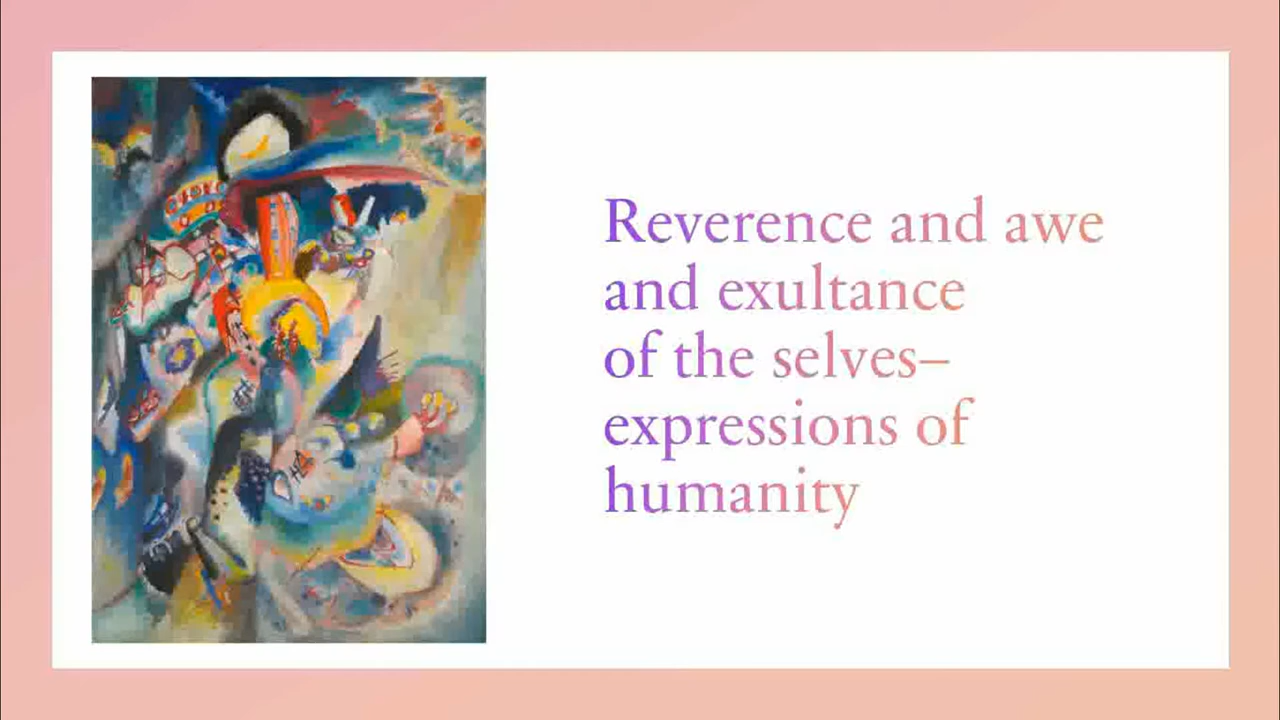 Reverence and awe
and exultance
of the selves–
expressions of
humanity